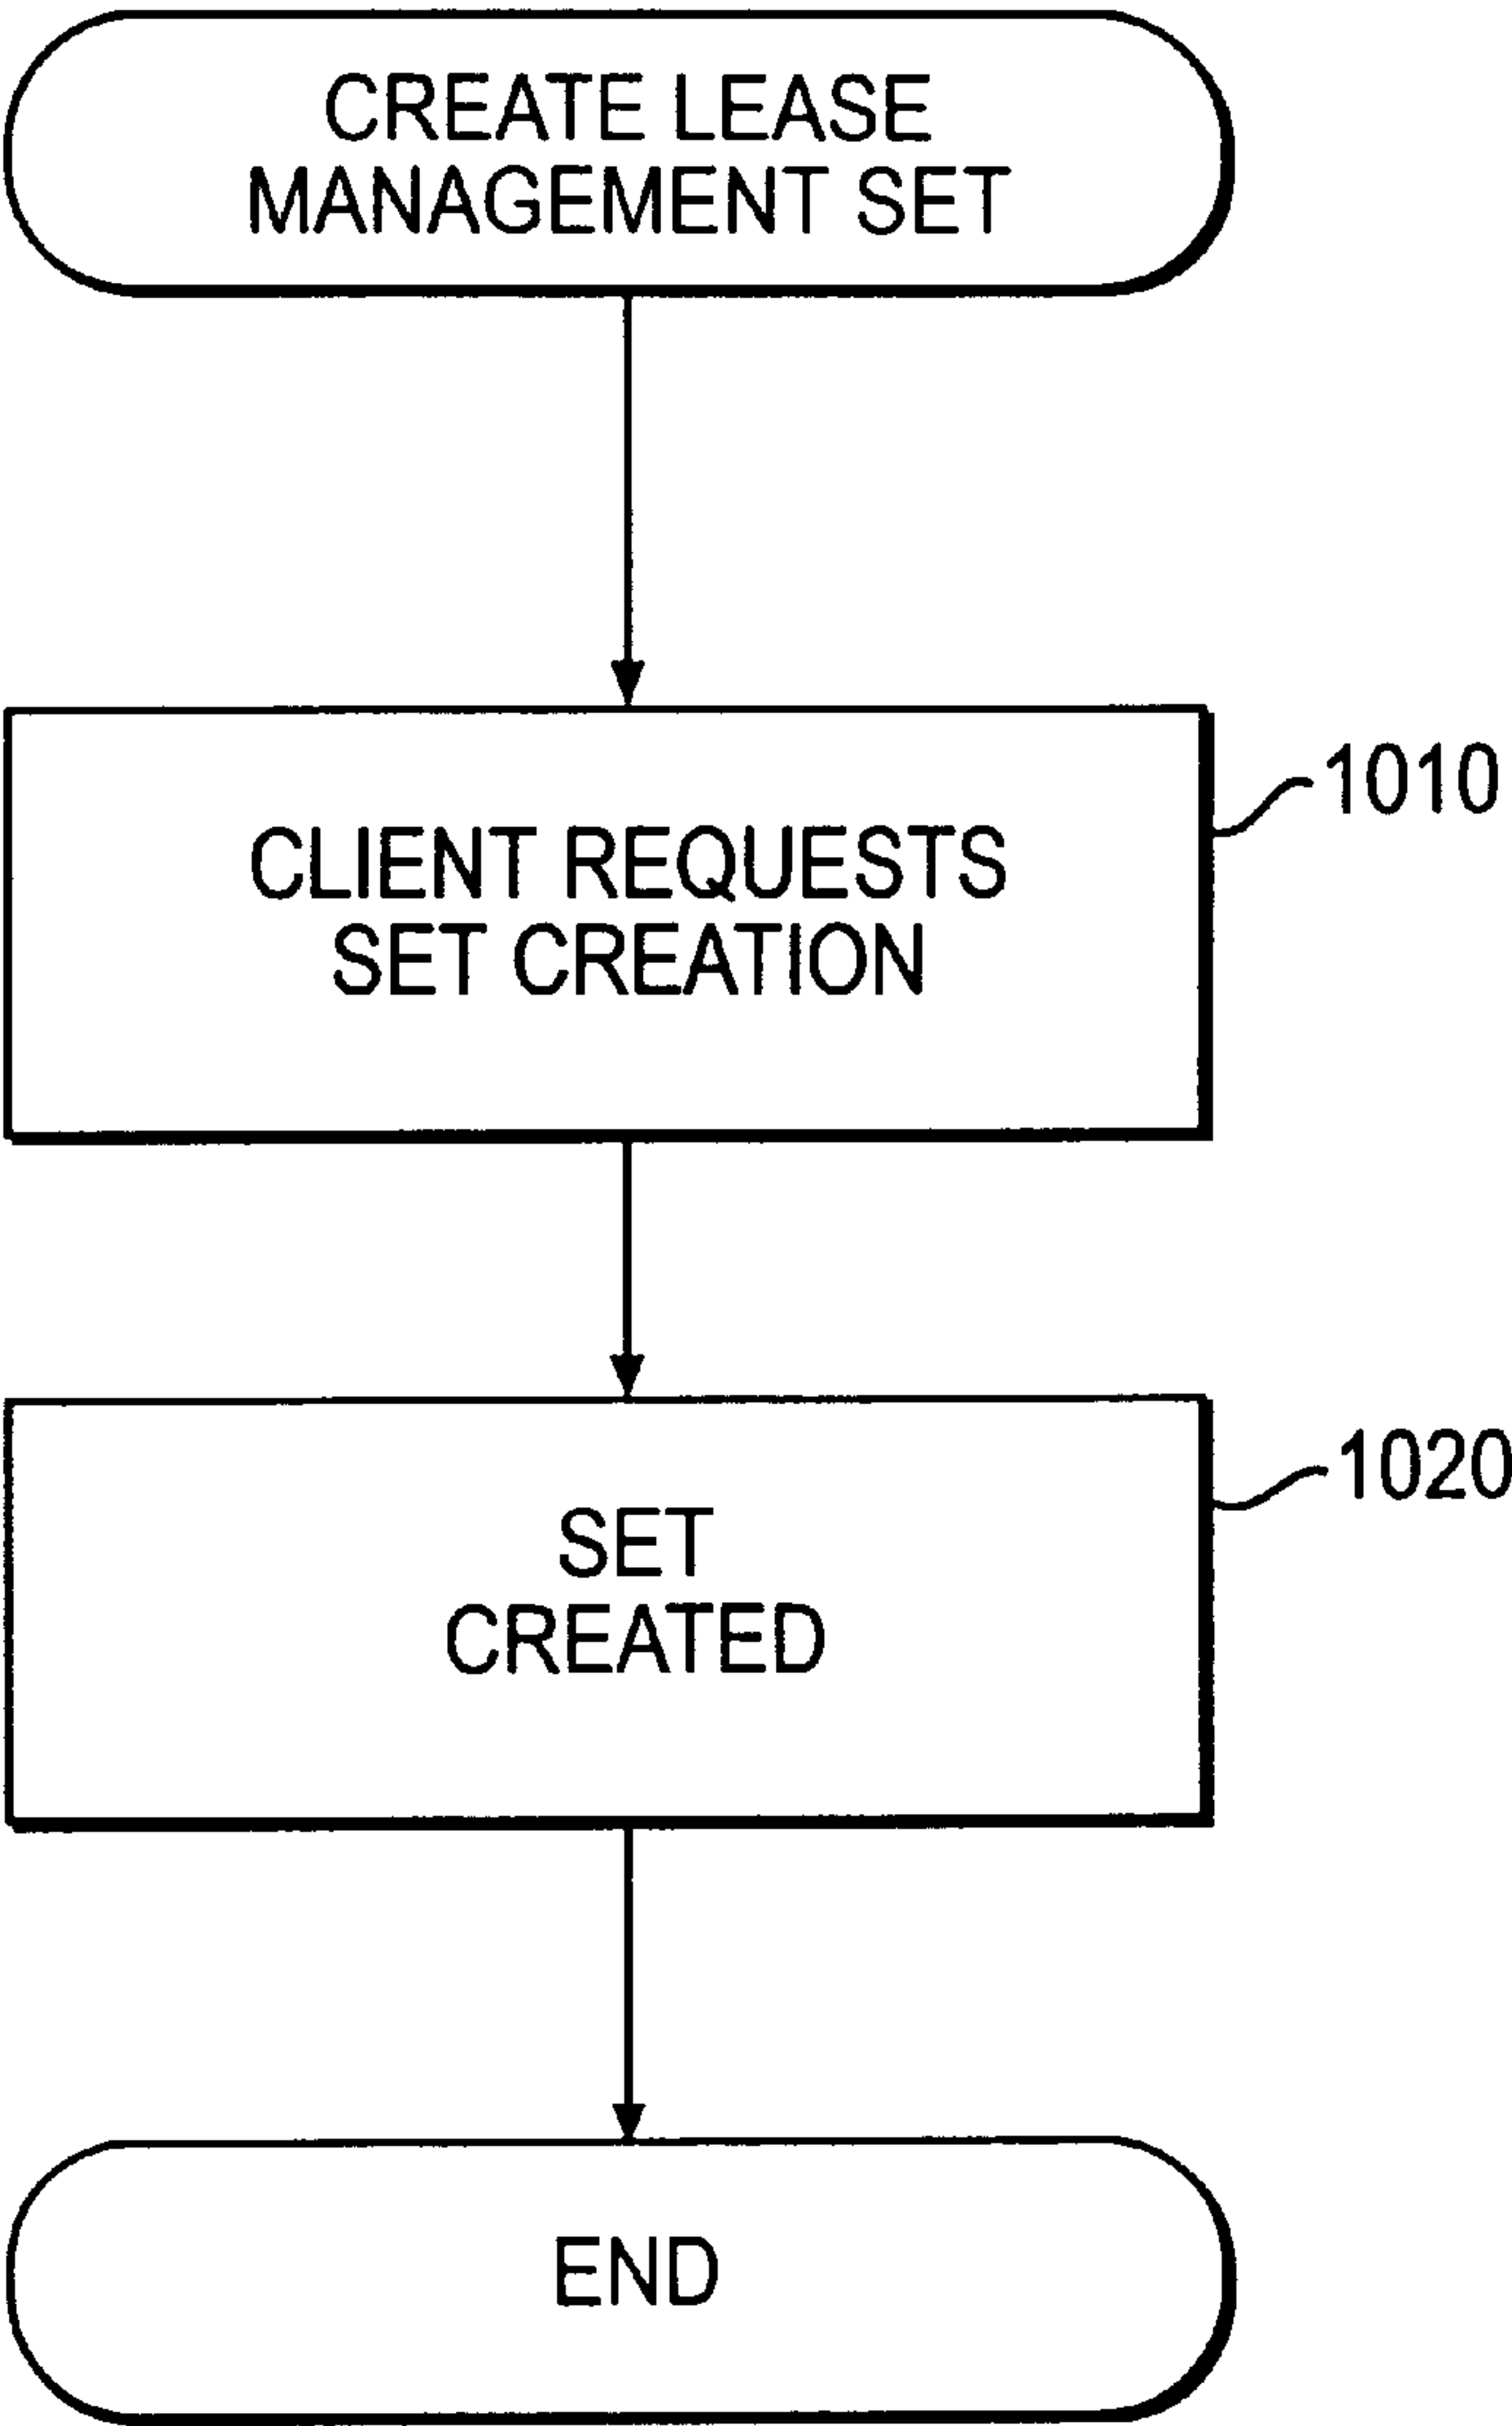 CREATE LEASE
MANAGEMENT SET
CLIENT REQUESTS
SET CREATION
1010
SET
CREATED
1020
END